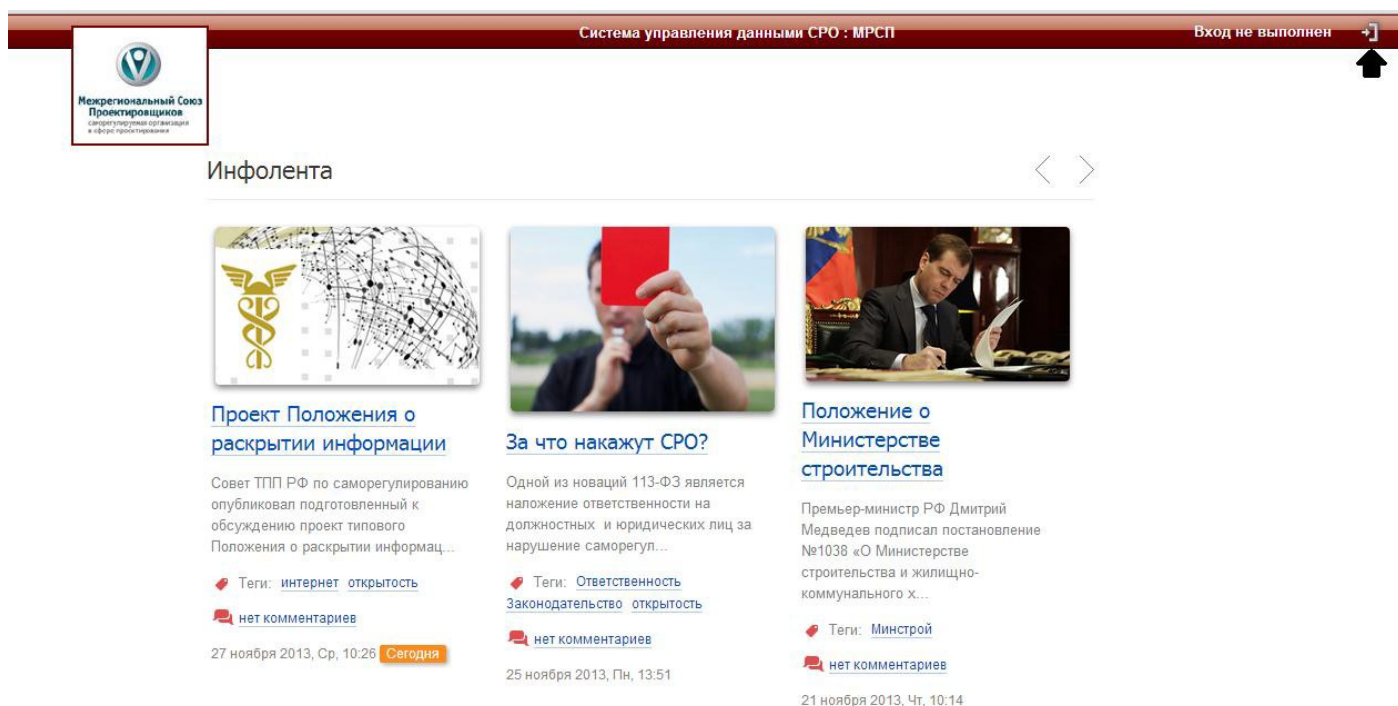 Система управления данными СРО : МРСП
Вход не выполнен
Межрегиональный Союз
Проектировщиков
саморегулируемая организация
в сфере проектирования
Инфолента
Проект Положения о
раскрытии информации
Совет ТПП РФ по саморегулированию
опубликовал подготовленный к
обсуждению проект типового
Положения о раскрытии информац...
Теги: интернет открытость
нет комментариев
27 ноября 2013, Ср, 10:26 Сегодня
За что накажут СРО?
Одной из новаций 113-ФЗ является
наложение ответственности на
должностных и юридических лиц за
нарушение саморегул...
Теги: Ответственность
Законодательство открытость
нет комментариев
25 ноября 2013, Пн, 13:51
Положение о
Министерстве
строительства
Премьер-министр РФ Дмитрий
Медведев подписал постановление
№1038 «О Министерстве
строительства и жилищно-
коммунального х...
Теги: Минстрой
нет комментариев
21 ноября 2013, Чт, 10:14